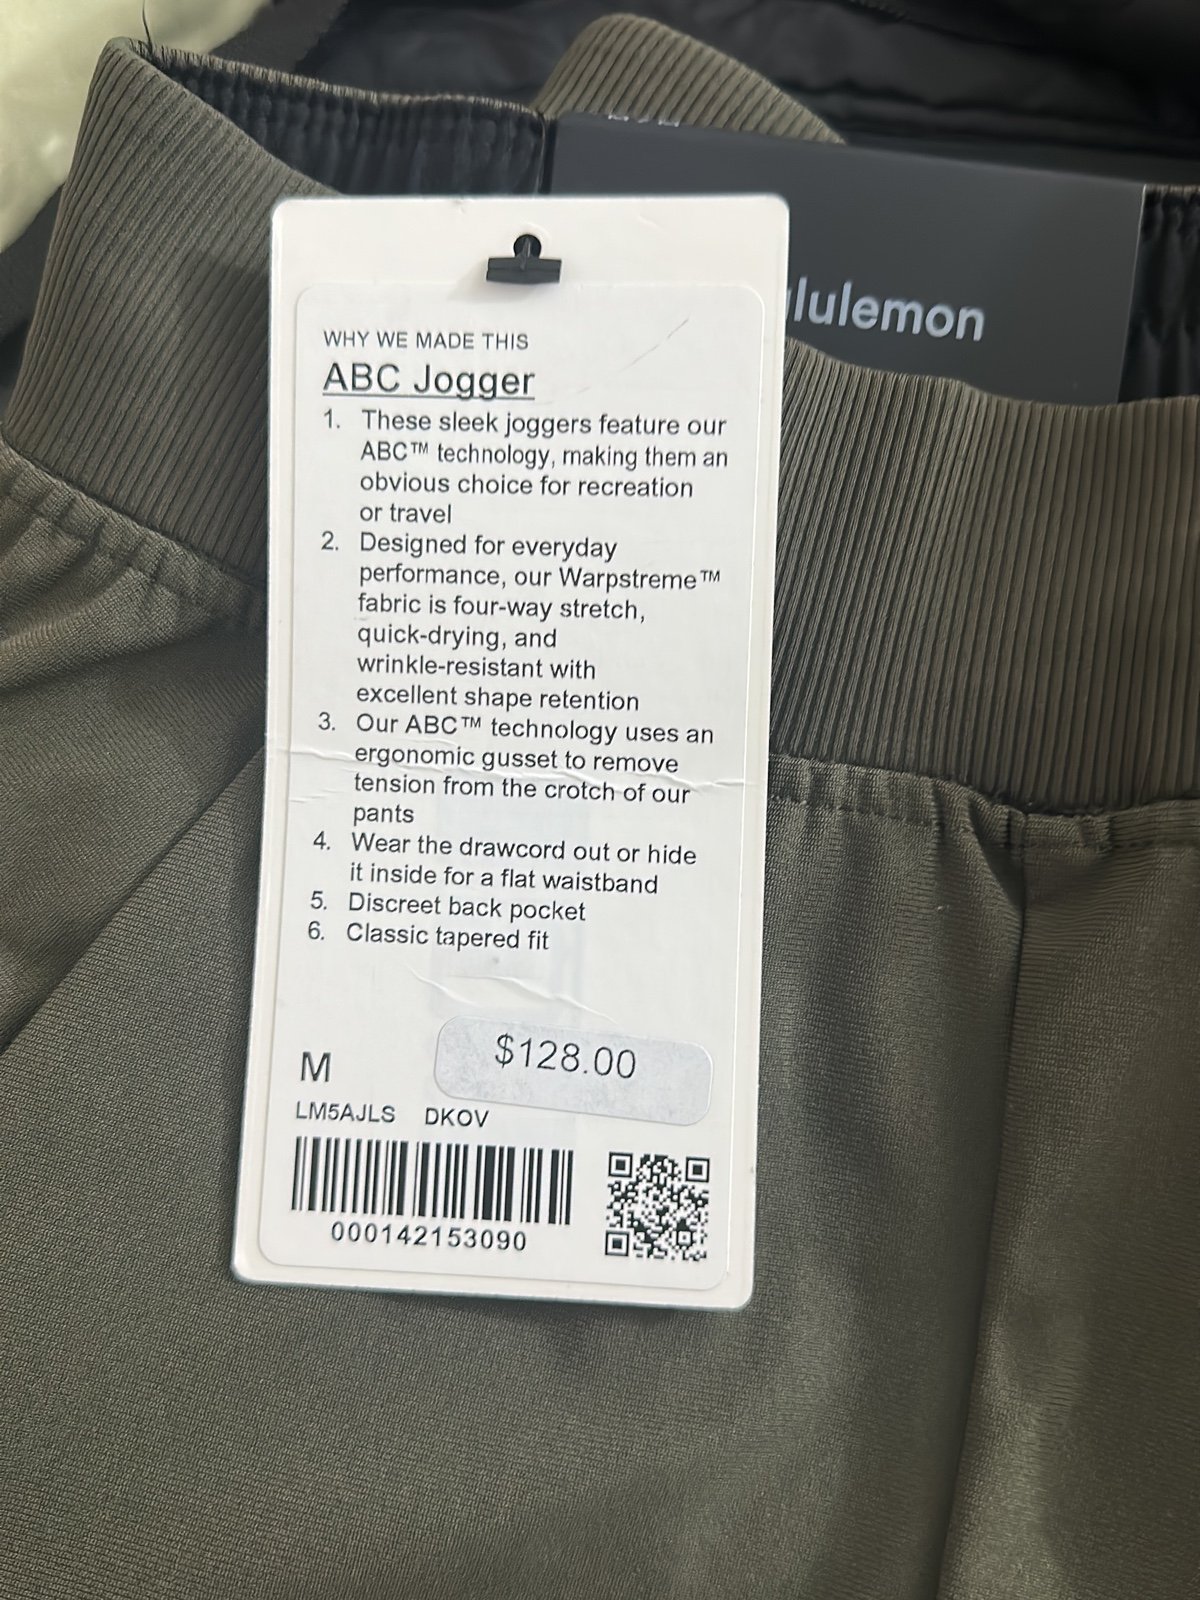 lulemon
WHY WE MADE THIS
ABC Jogger
1. These sleek joggers feature our
ABC™ technology, making them an
obvious choice for recreation
or travel
2. Designed for everyday
performance, our Warpstreme™
fabric is four-way stretch,
quick-drying, and
wrinkle-resistant with
excellent shape retention
3. Our ABC™ technology uses an
ergonomic gusset to remove
tension from the crotch of our
pants
4. Wear the drawcord out or hide
it inside for a flat waistband
5. Discreet back pocket
6. Classic tapered fit
$128.00
M
LM5AJLS DKOV
000142153090